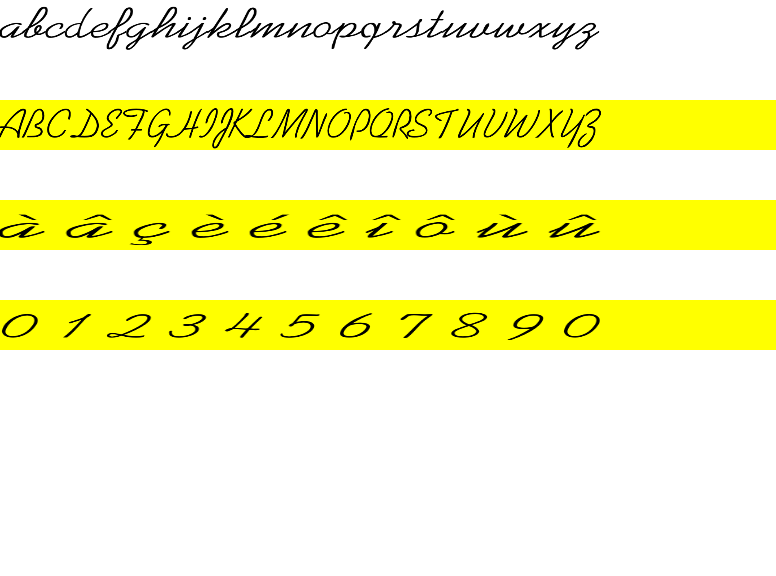 abcdefghijklmnopqrstuvwxyz
ABCDEFGHIJKLMNOPQRSTUVWXYZ
à â ç è é ê î ô ù û
0 1 2 3 4 5 6 7 8 9 0